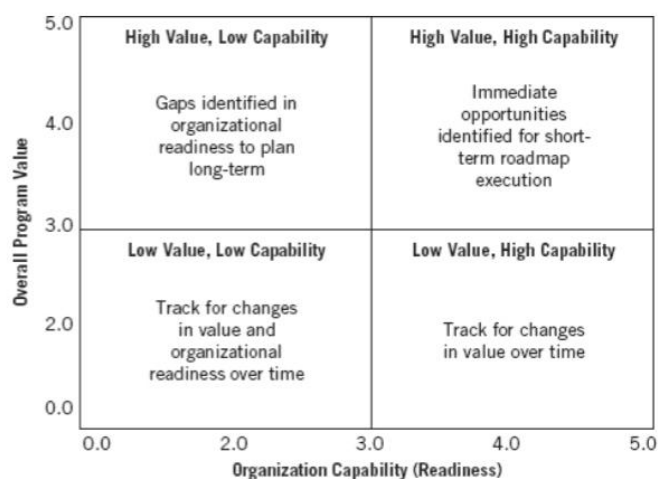 5.0
High Value, Low Capability
High Value, High Capability
Gaps identified in
organizational
readiness to plan
long-term
Immediate
opportunities
identified for short-
term roadmap
execution
4.0
3.0
Overall Program Value
Low Value, Low Capability
Low Value, High Capability
Track for changes
in value and
organizational
readiness over time
Track for changes
in value over time
2.0
0.0
0.0 2.0 3.0 4.0 5.0
Organization Capability (Readiness)